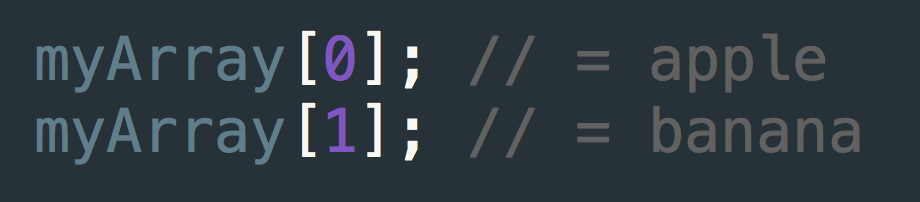 myArray[0]; // = apple
myArray[1]; // = banana